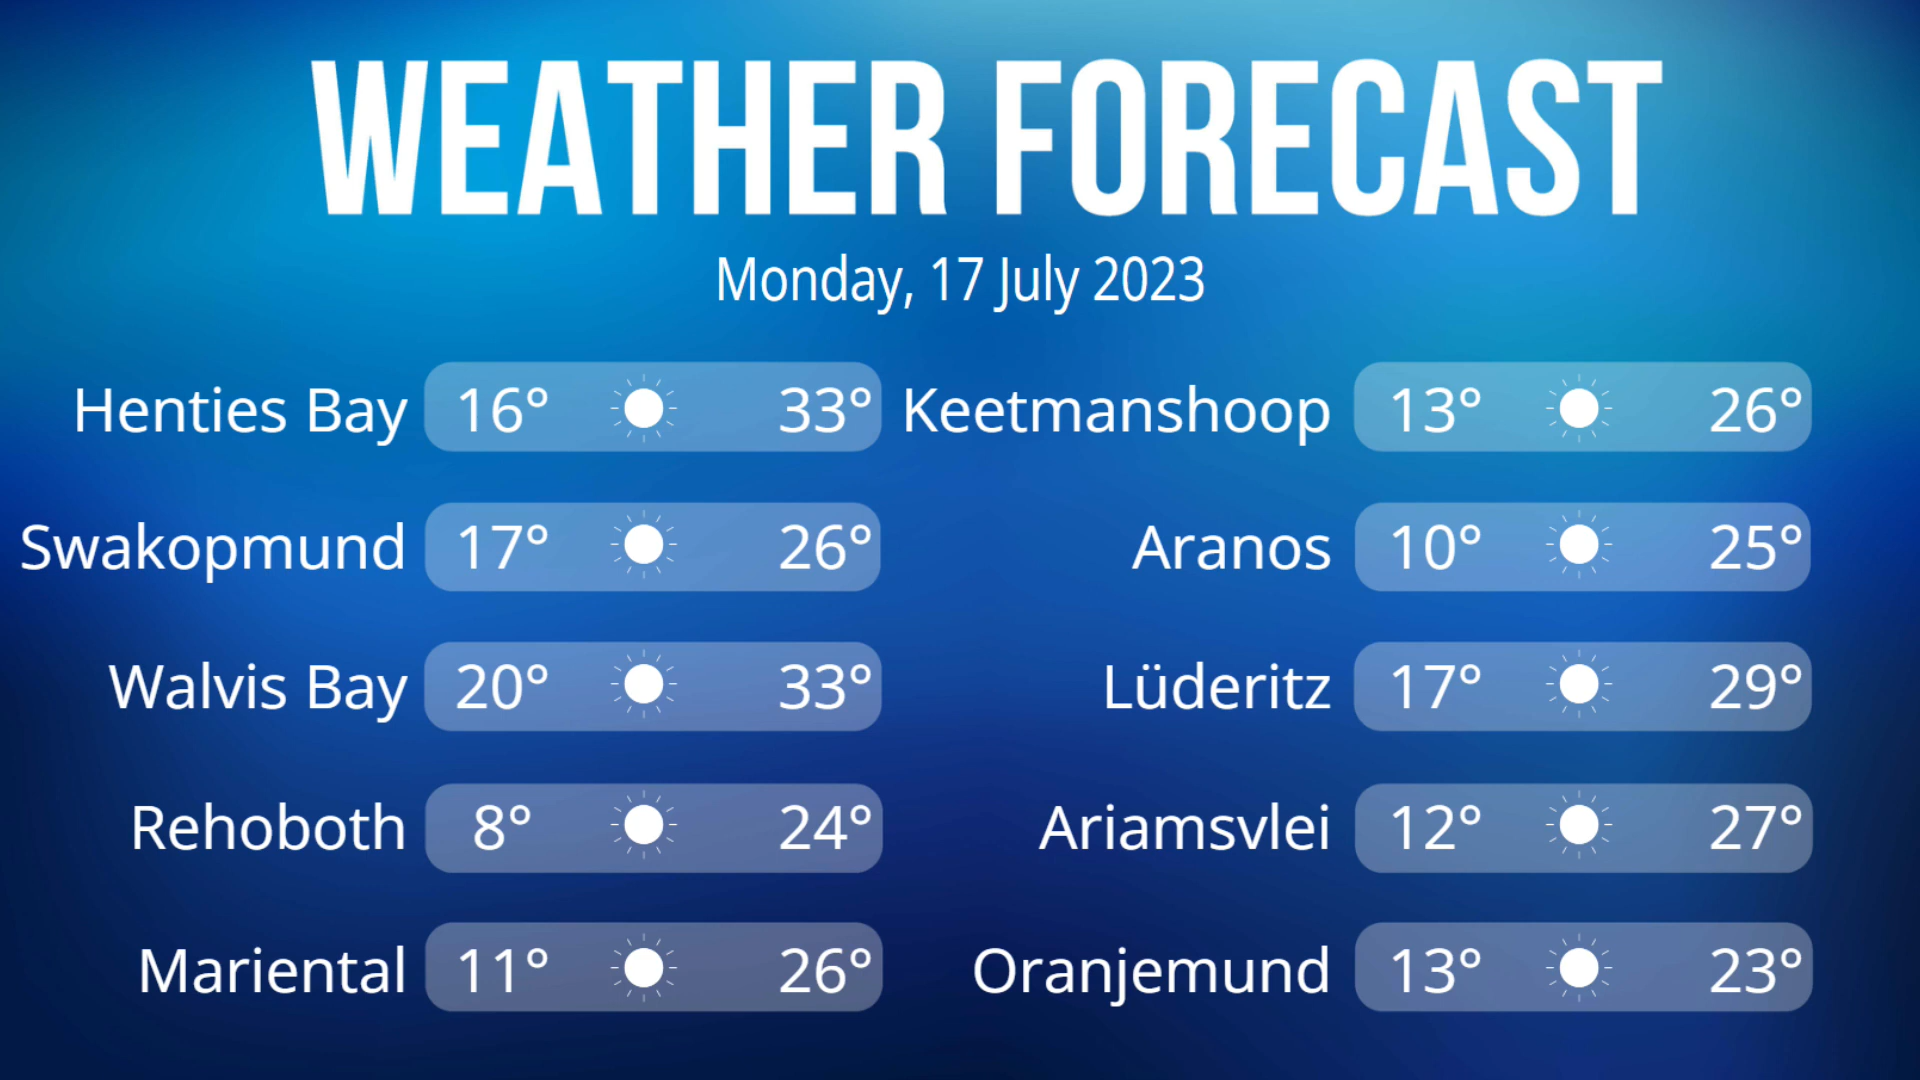 WEATHER FORECAST
Monday, 17 July 2023
Henties Bay 16° 33° Keetmanshoop 13° 26°
Swakopmund 17° 26° Aranos 10° 25°
Walvis Bay 20° 33° Lüderitz 17° 29°
Rehoboth 8° 24° Ariamsvlei 12° 27°
Mariental 11° 26° Oranjemund 13° 23°